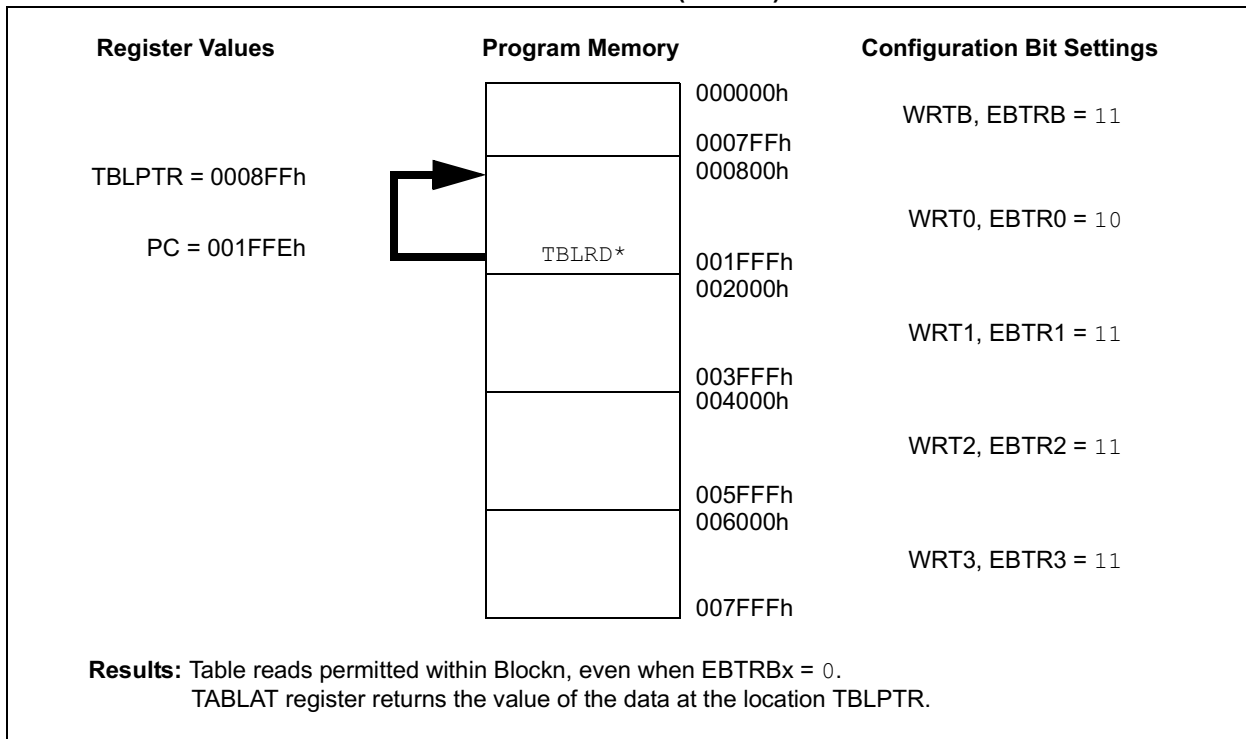 Register Values
Program Memory
Configuration Bit Settings
000000h
WRTB, EBTRB = 11
0007FFh
TBLPTR = 0008FFh
000800h
WRT0, EBTR0 = 10
PC = 001FFEh
TBLRD*
001FFFh
002000h
WRT1, EBTR1 = 11
003FFFh
004000h
WRT2, EBTR2 = 11
005FFFh
006000h
WRT3, EBTR3 = 11
007FFFh
Results: Table reads permitted within Blockn, even when EBTRBx = 0.
TABLAT register returns the value of the data at the location TBLPTR.